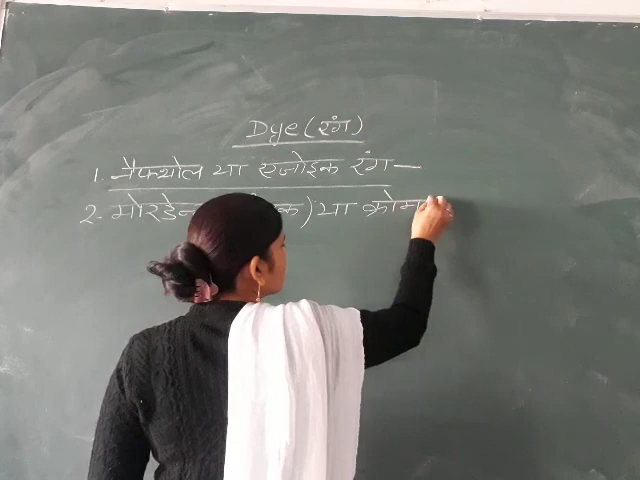 Dye (रंग)
1. नैफ्थोल या एजोइक रंग—
2. मोरडेन क) या क्रोम